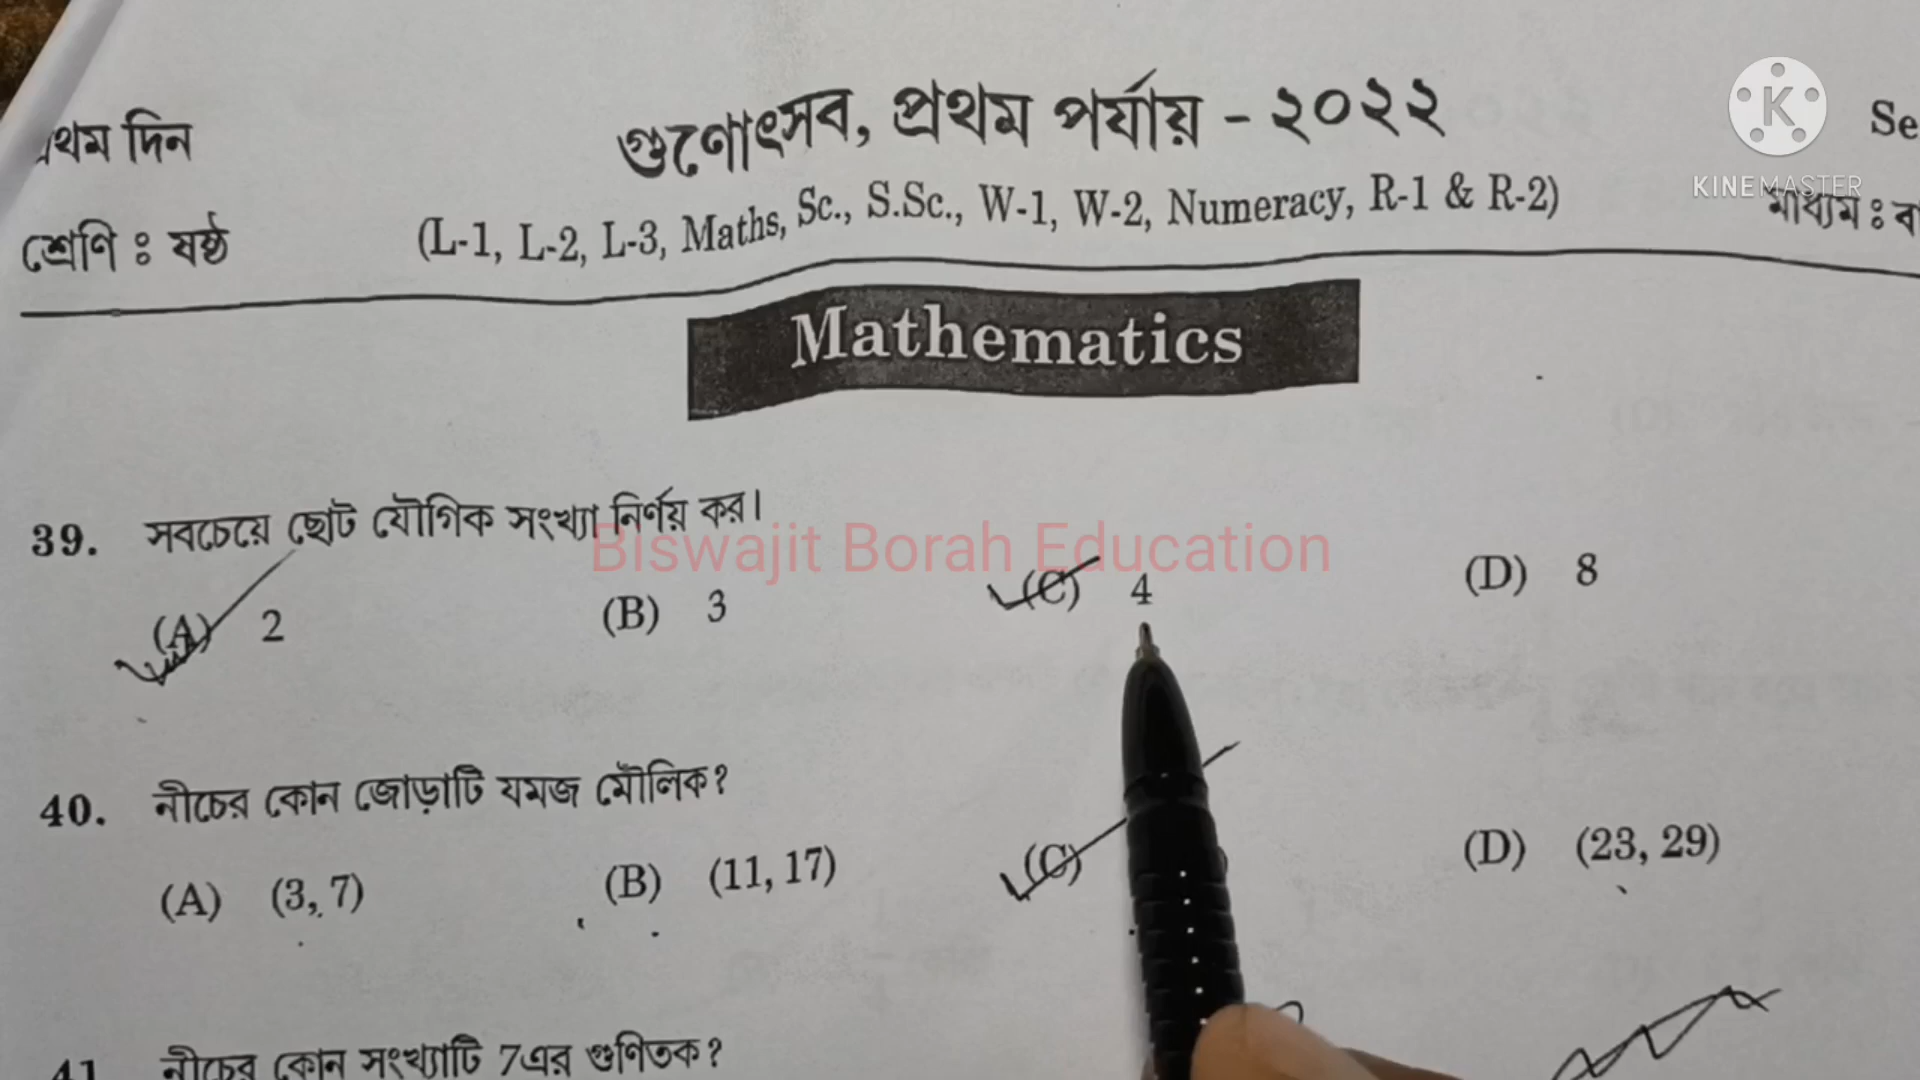 প্রথম দিন
গুণোৎসব, প্রথম পর্যায় - ২০২২
Se
KINEMASTER
শ্রেণি ঃ ষষ্ঠ
(L-1, L-2, L-3, Maths, Sc., S.Sc., W-1, W-2, Numeracy, R-1 & R-2)
মাধ্যম ঃ
Mathematics
39. সবচেয়ে ছোট যৌগিক সংখ্যা নির্ণয় কর।
Biswajit Borah Education
(A) 2 (B) 3 (C) 4 (D) 8
40. নীচের কোন জোড়াটি যমজ মৌলিক?
(A) (3, 7) (B) (11, 17) (C) (D) (23, 29)
41. নীচের কোন সংখ্যাটি 7এর গুণিতক?